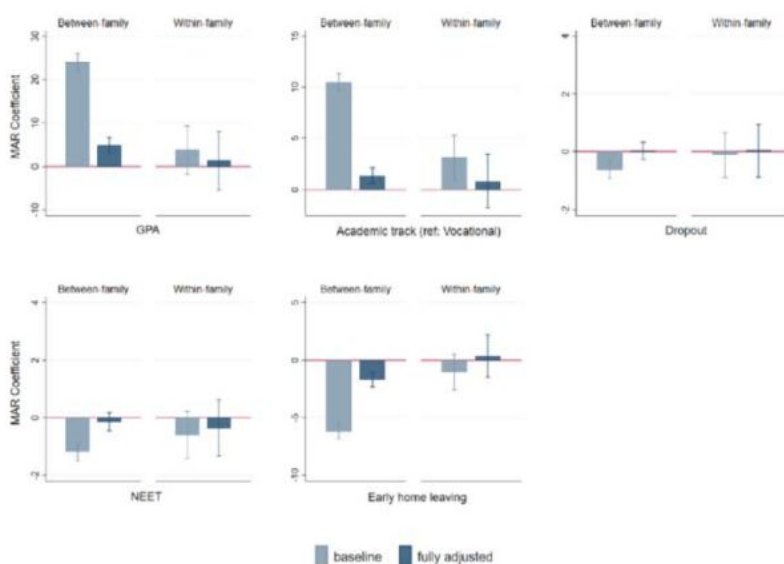 Between-family Within-family
MAR Coefficient
-10 0 10 20 30
GPA
Between-family Within-family
0 5 10 15
Academic track (ref: Vocational)
Between-family Within-family
-2 0 2 4
Dropout
Between-family Within-family
MAR Coefficient
-2 0 2 4
NEET
Between-family Within-family
-10 -5 0 5
Early home leaving
baseline fully adjusted